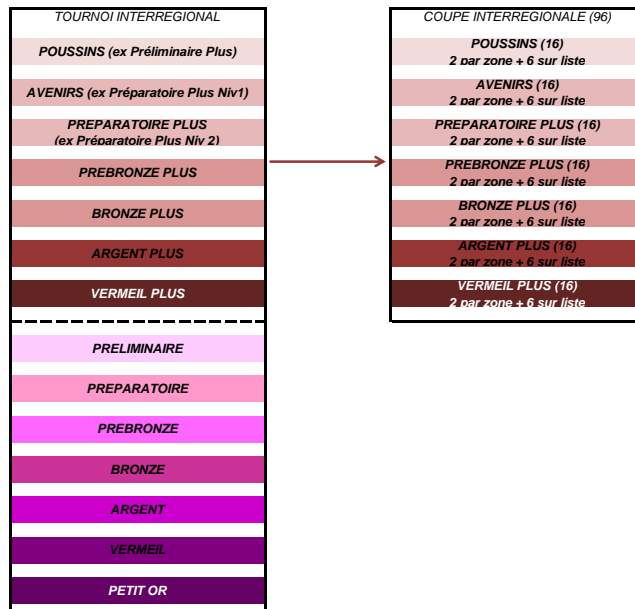 TOURNOI INTERREGIONAL
POUSSINS (ex Préliminaire Plus)
AVENIRS (ex Préparatoire Plus Niv1)
PREPARATOIRE PLUS
(ex Préparatoire Plus Niv 2)
PREBRONZE PLUS
BRONZE PLUS
ARGENT PLUS
VERMEIL PLUS
PRELIMINAIRE
PREPARATOIRE
PREBRONZE
BRONZE
ARGENT
VERMEIL
PETIT OR
COUPE INTERREGIONALE (96)
POUSSINS (16)
2 par zone + 6 sur liste
AVENIRS (16)
2 par zone + 6 sur liste
PREPARATOIRE PLUS (16)
2 par zone + 6 sur liste
PREBRONZE PLUS (16)
2 par zone + 6 sur liste
BRONZE PLUS (16)
2 par zone + 6 sur liste
ARGENT PLUS (16)
2 par zone + 6 sur liste
VERMEIL PLUS (16)
2 par zone + 6 sur liste